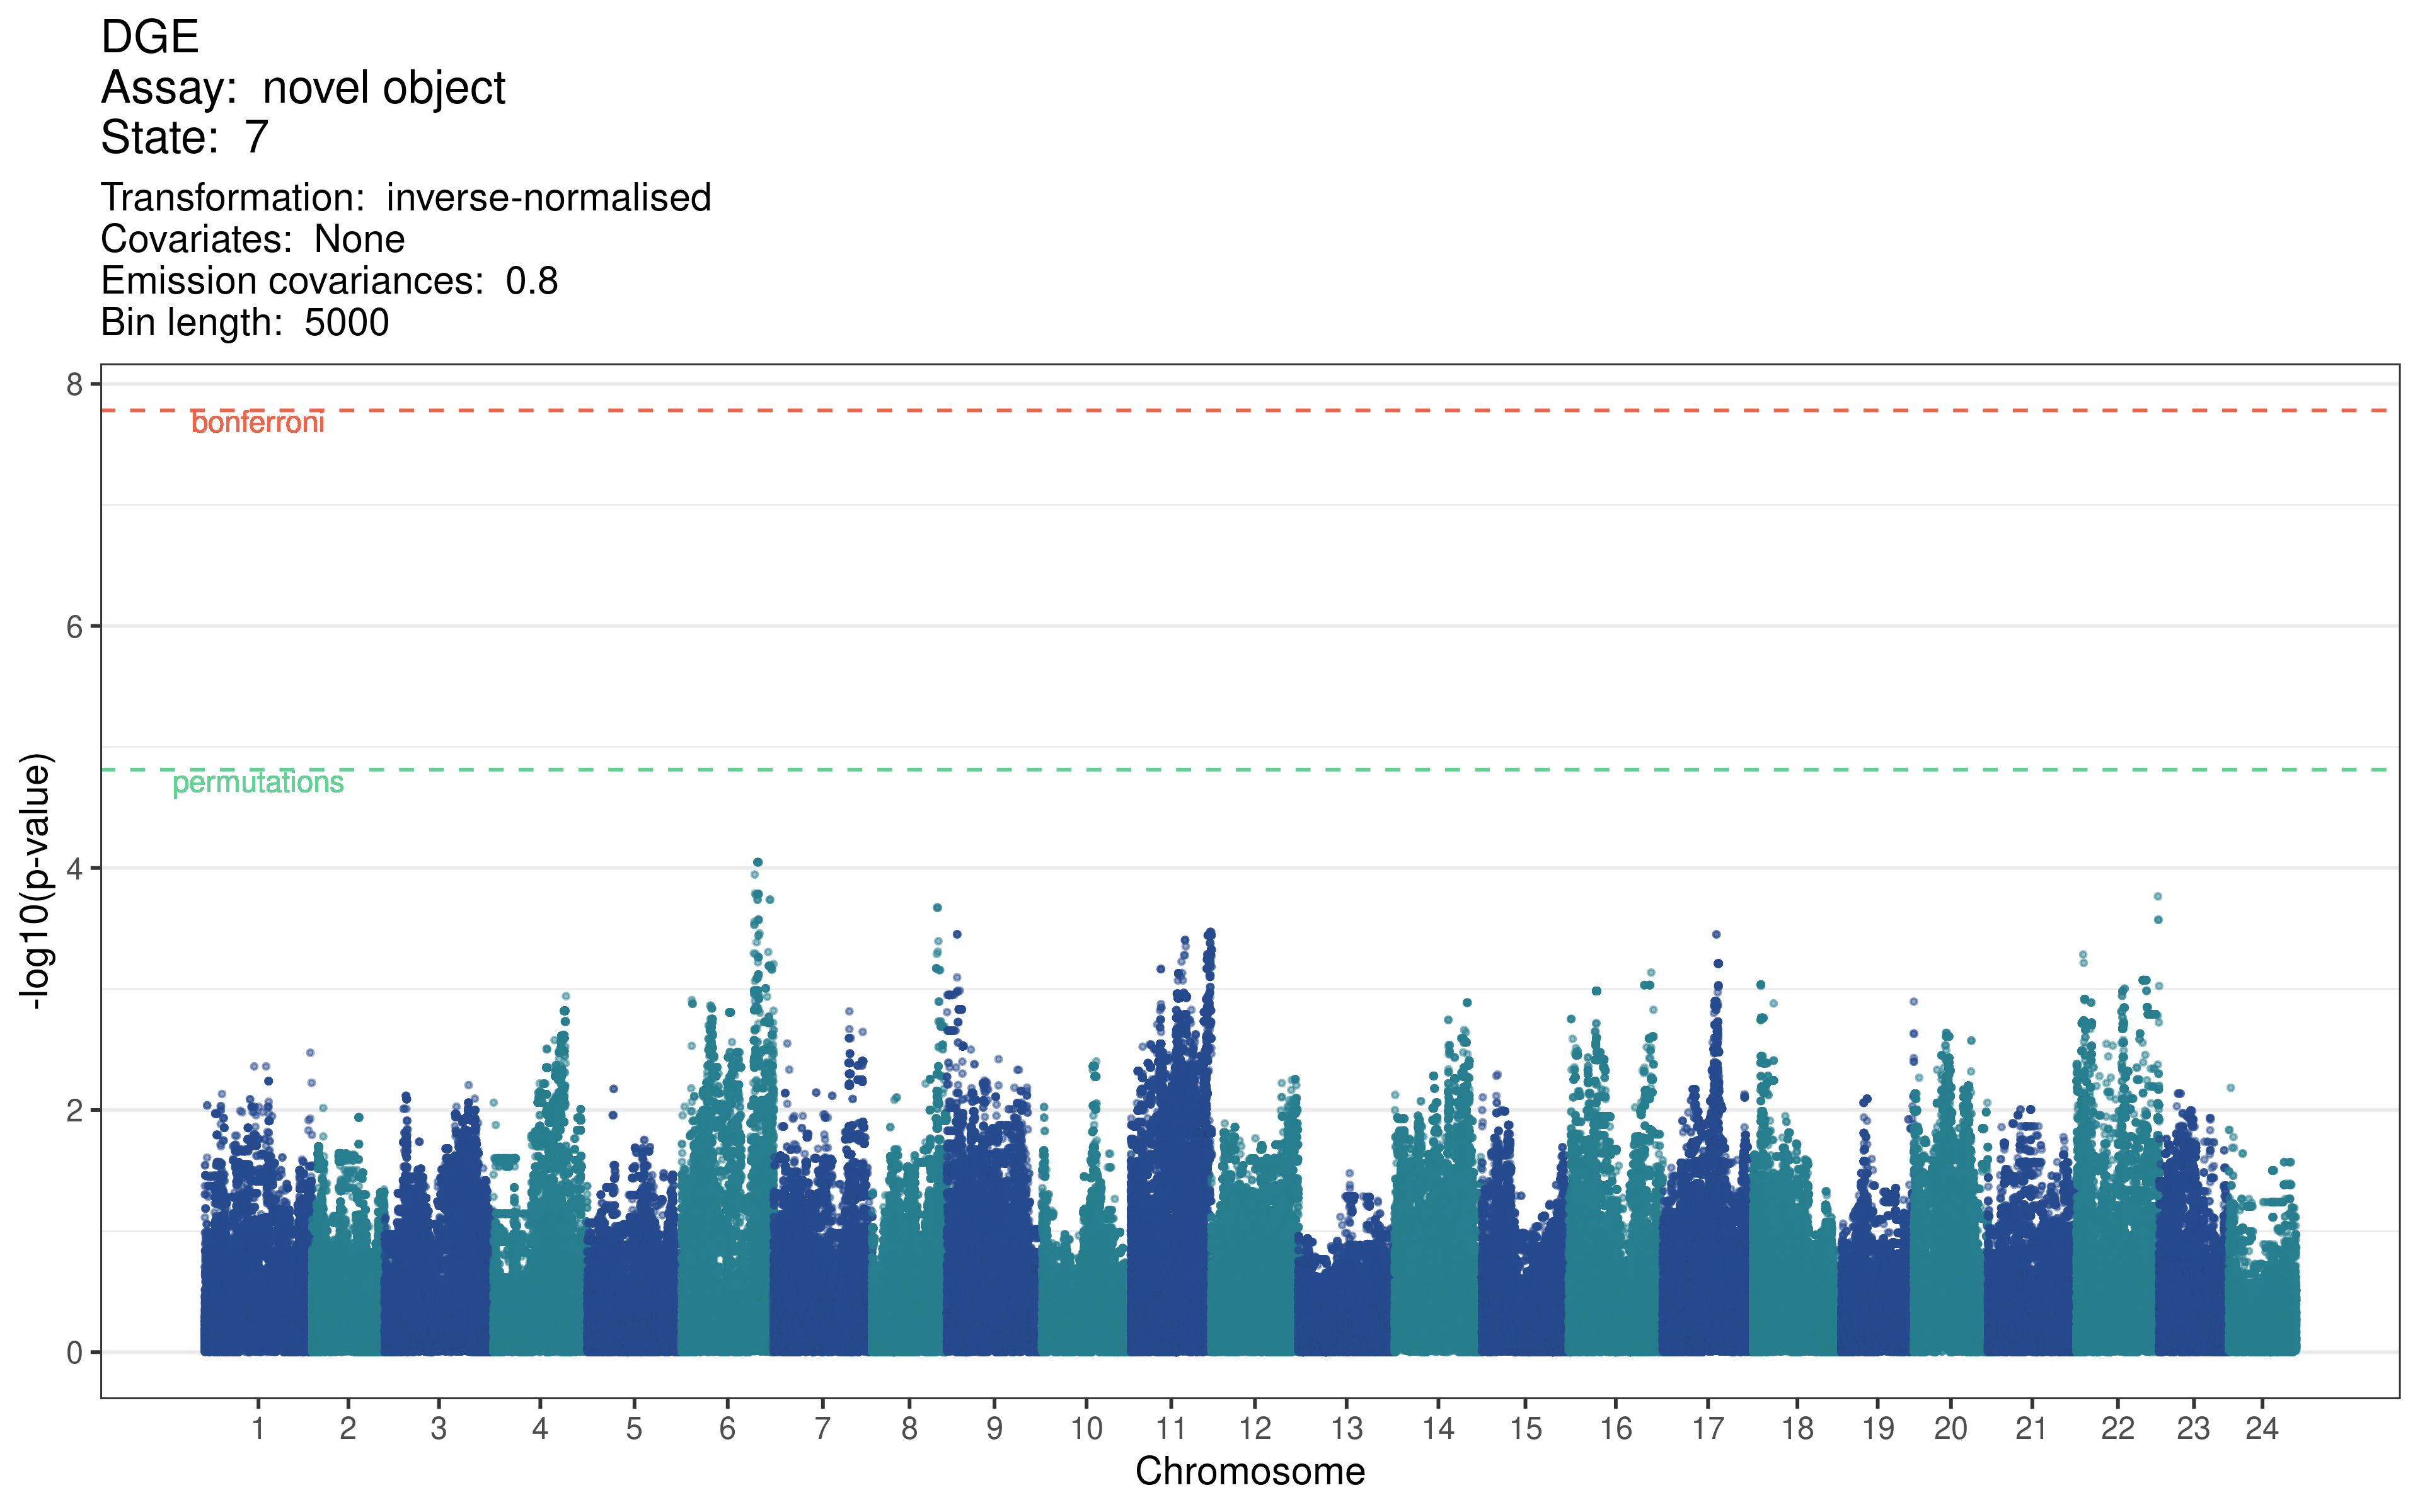 DGE
Assay:  novel object
State:  7
Transformation:  inverse-normalised
Covariates:  None
Emission covariances:  0.8
Bin length:  5000
8
bonferroni
6
permutations
4
2
0
-log10(p-value)
1 2 3 4 5 6 7 8 9 10 11 12 13 14 15 16 17 18 19 20 21 22 23 24
Chromosome